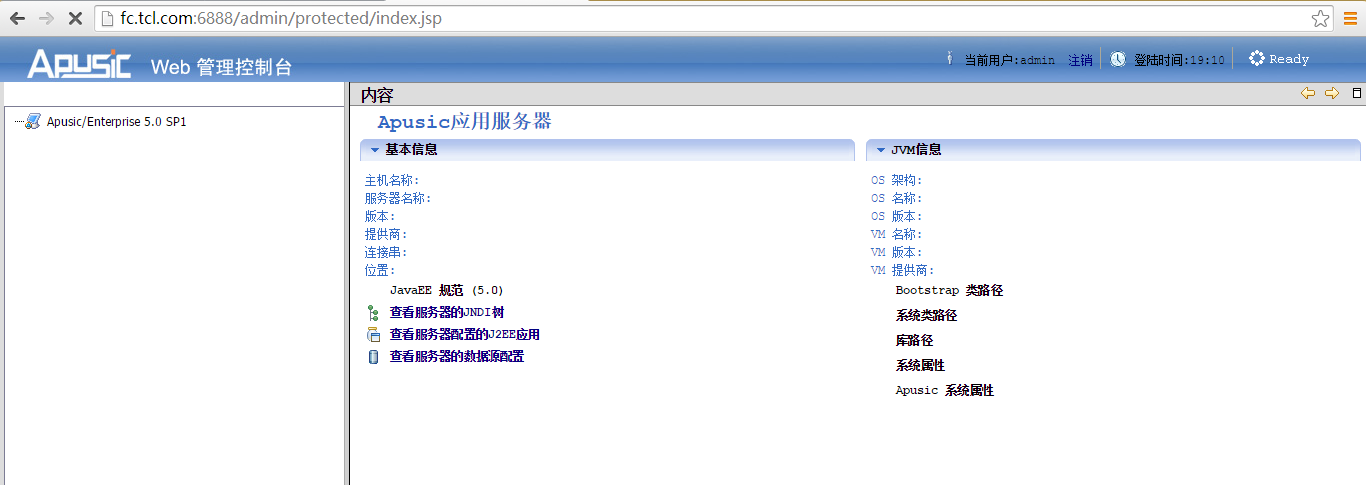 fc.tcl.com:6888/admin/protected/index.jsp
Apusic Web 管理控制台
当前用户:admin 注销 登陆时间:19:10 Ready
内容
Apusic/Enterprise 5.0 SP1
Apusic应用服务器
基本信息
主机名称:
服务器名称:
版本:
提供商:
连接串:
位置:
JavaEE 规范 (5.0)
查看服务器的JNDI树
查看服务器配置的J2EE应用
查看服务器的数据源配置
JVM信息
OS 架构:
OS 名称:
OS 版本:
VM 名称:
VM 版本:
VM 提供商:
Bootstrap 类路径
系统类路径
库路径
系统属性
Apusic 系统属性